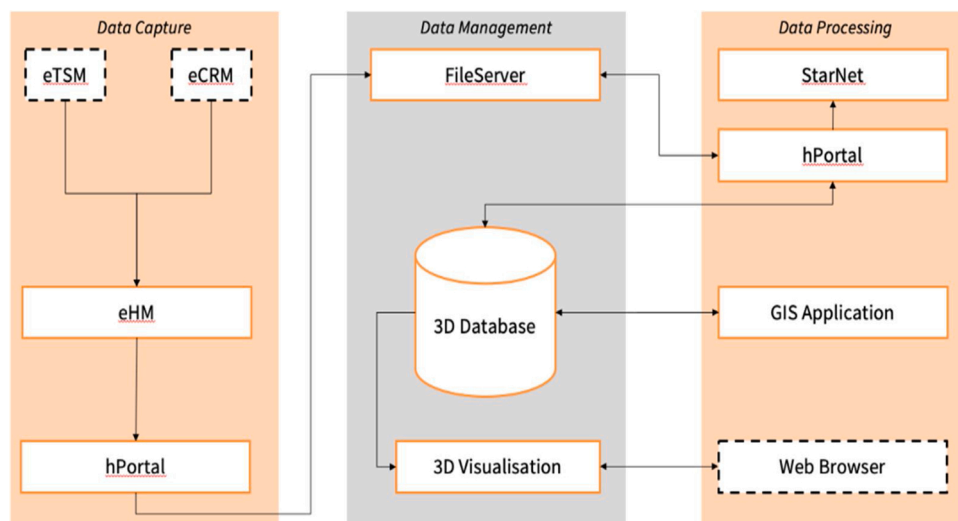 Data Capture
eTSM
eCRM
eHM
hPortal
Data Management
FileServer
3D Database
3D Visualisation
Data Processing
StarNet
hPortal
GIS Application
Web Browser